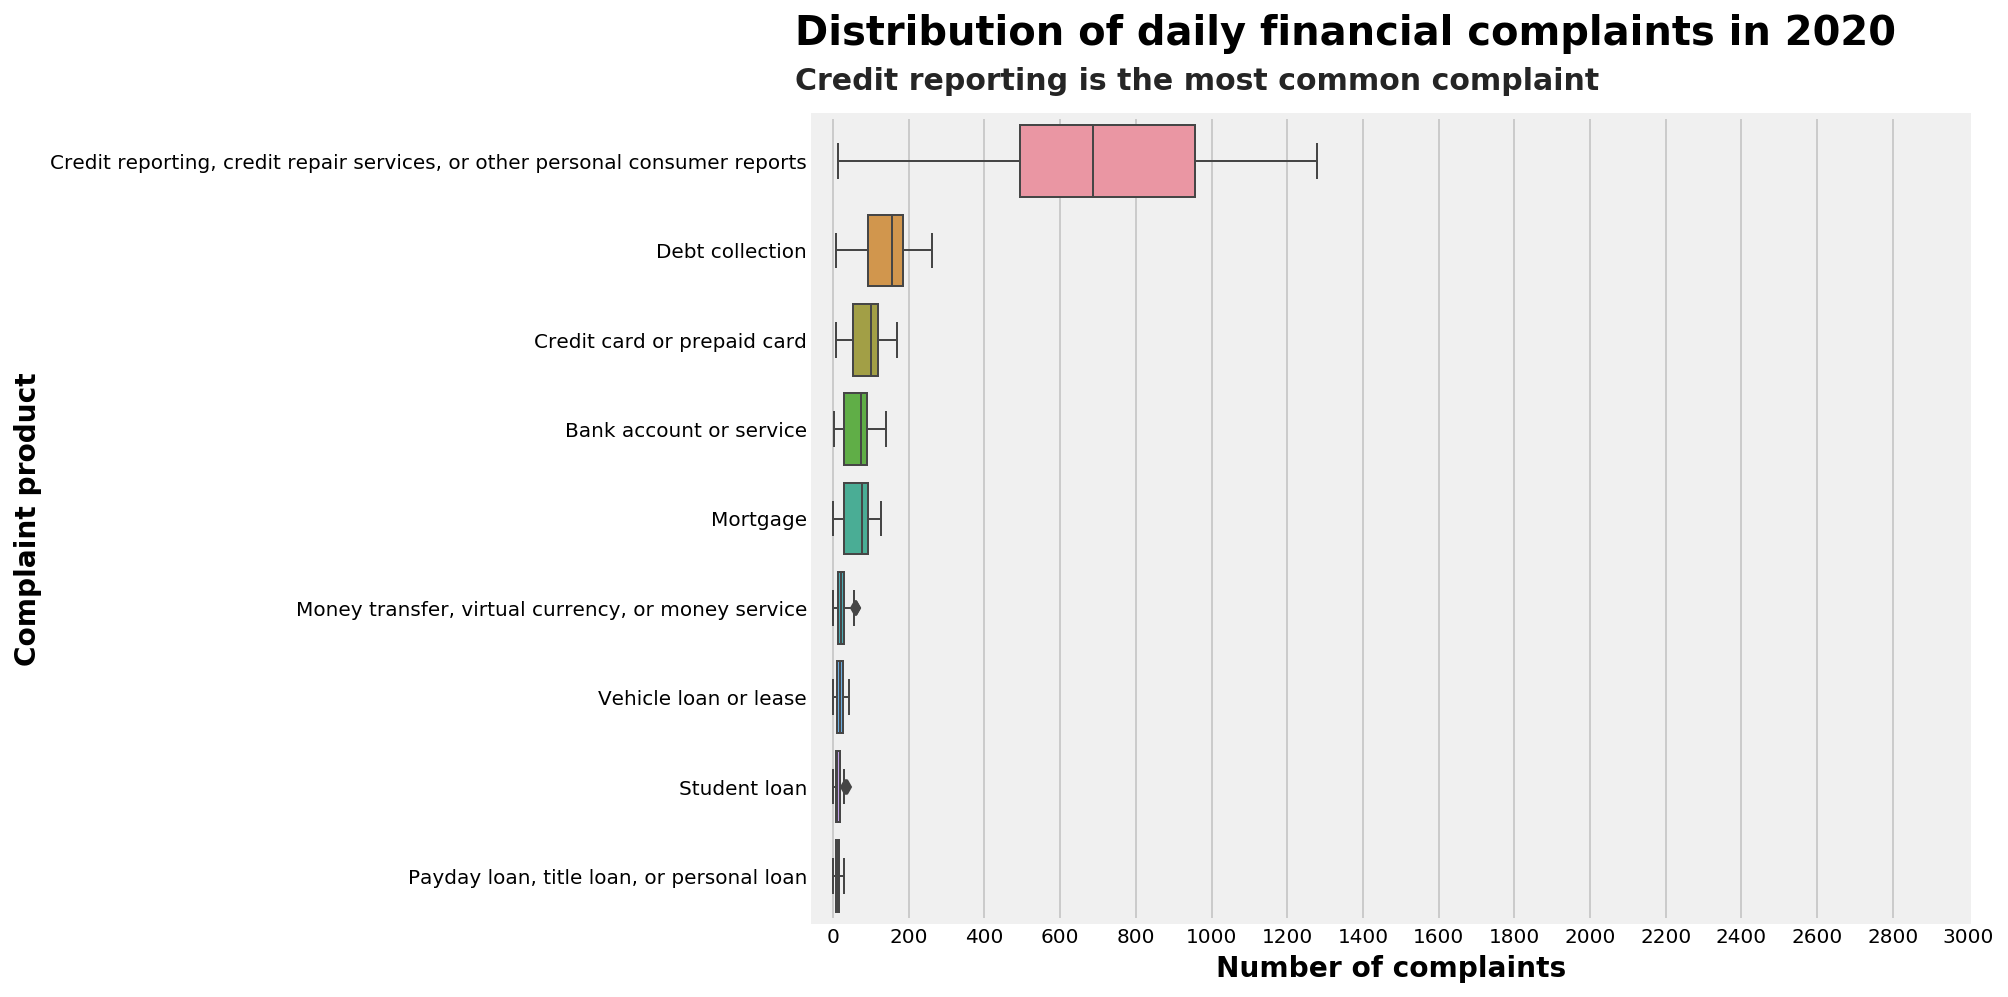 Distribution of daily financial complaints in 2020
Credit reporting is the most common complaint
Complaint product
Credit reporting, credit repair services, or other personal consumer reports
Debt collection
Credit card or prepaid card
Bank account or service
Mortgage
Money transfer, virtual currency, or money service
Vehicle loan or lease
Student loan
Payday loan, title loan, or personal loan
0 200 400 600 800 1000 1200 1400 1600 1800 2000 2200 2400 2600 2800 3000
Number of complaints